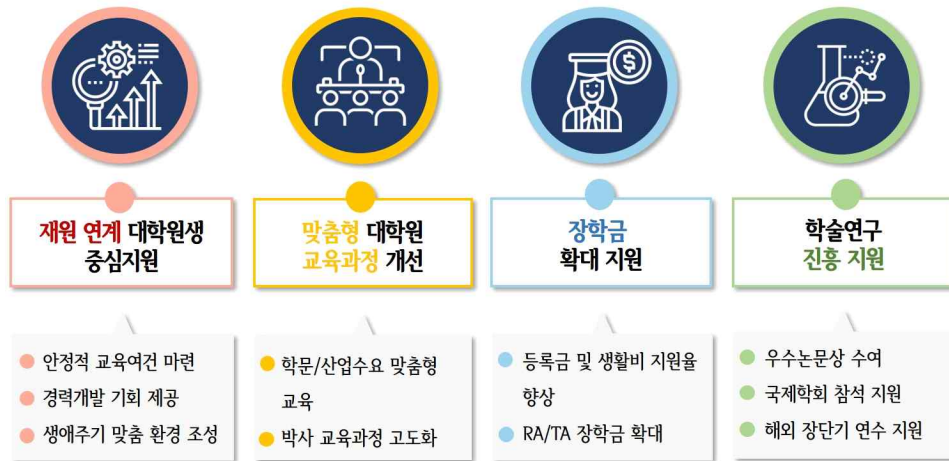 재원 연계 대학원생
중심지원
안정적 교육여건 마련
경력개발 기회 제공
생애주기 맞춤 환경 조성
맞춤형 대학원
교육과정 개선
학문/산업수요 맞춤형
교육
박사 교육과정 고도화
장학금
확대 지원
등록금 및 생활비 지원율
향상
RA/TA 장학금 확대
학술연구
진흥 지원
우수논문상 수여
국제학회 참석 지원
해외 장단기 연수 지원